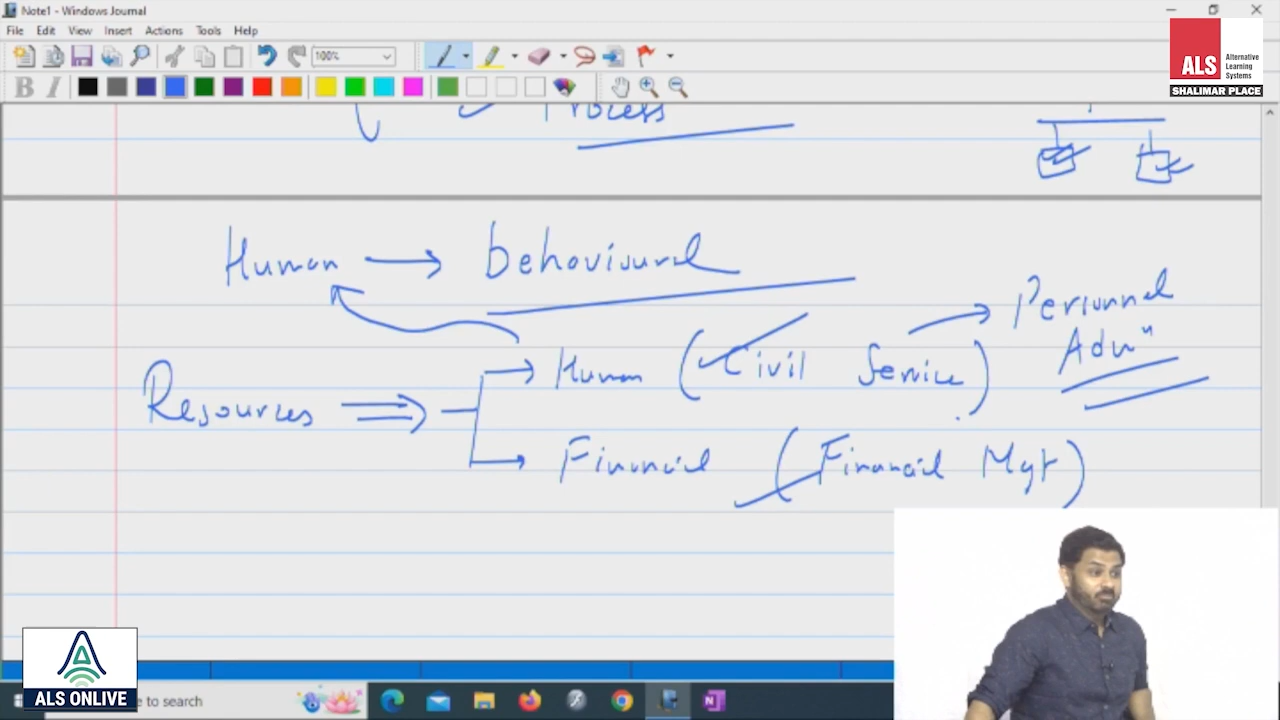 Note1 - Windows Journal
File Edit View Insert Actions Tools Help
100%
B I
ALS
Alternative
Learning
Systems
SHALIMAR PLACE
Process
Human → Behavioural
Resources ⇒ → Human (Civil Service) → Personnel
Admn
→ Financial (Financial Mgt)
ALS ONLIVE
e to search